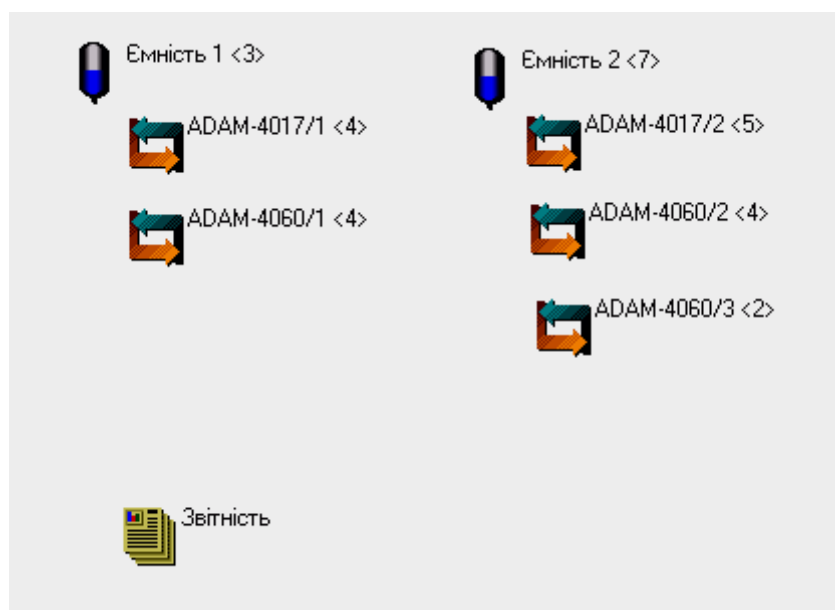 Ємність 1 <3>
ADAM-4017/1 <4>
ADAM-4060/1 <4>
Ємність 2 <7>
ADAM-4017/2 <5>
ADAM-4060/2 <4>
ADAM-4060/3 <2>
Звітність